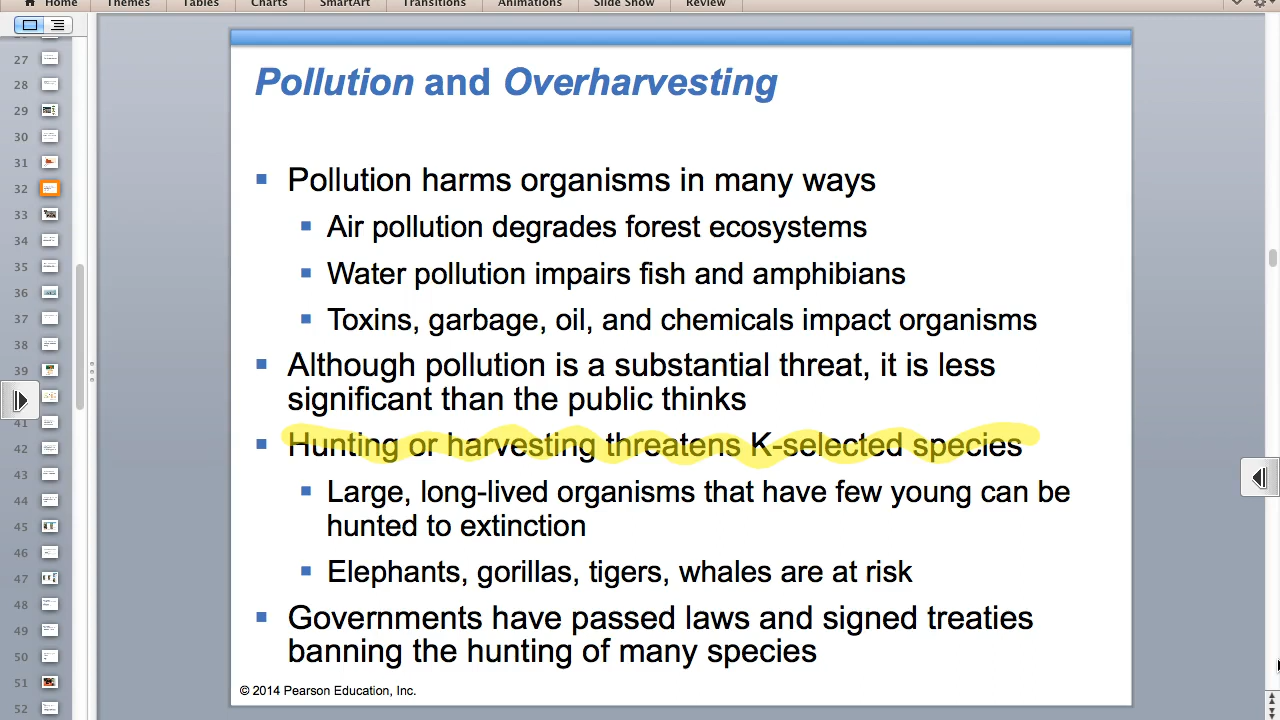 Home Themes Tables Charts SmartArt Transitions Animations Slide Show Review
Pollution and Overharvesting
Pollution harms organisms in many ways
Air pollution degrades forest ecosystems
Water pollution impairs fish and amphibians
Toxins, garbage, oil, and chemicals impact organisms
Although pollution is a substantial threat, it is less
significant than the public thinks
Hunting or harvesting threatens K-selected species
Large, long-lived organisms that have few young can be
hunted to extinction
Elephants, gorillas, tigers, whales are at risk
Governments have passed laws and signed treaties
banning the hunting of many species
© 2014 Pearson Education, Inc.
27
28
29
30
31
32
33
34
35
36
37
38
39
41
42
43
44
45
46
47
48
49
50
51
52